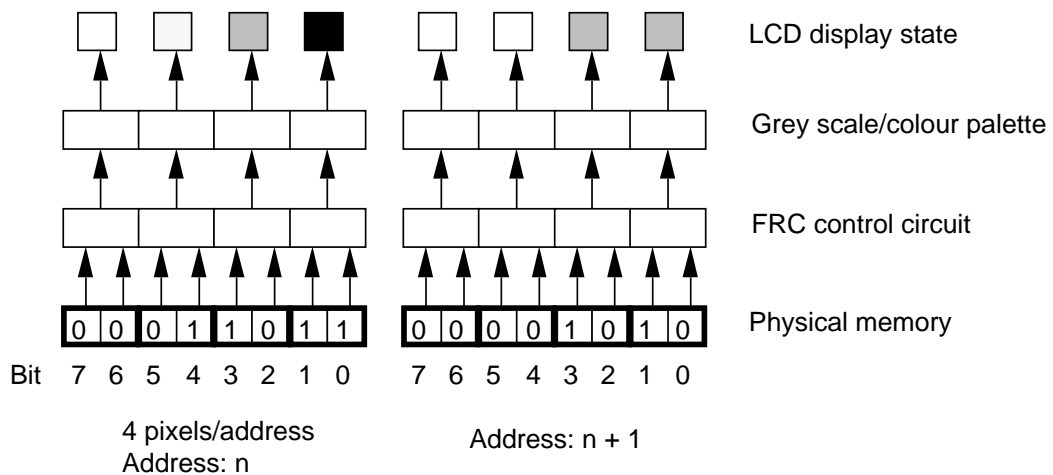 LCD display state
Grey scale/colour palette
FRC control circuit
0 0 0 1 1 0 1 1 0 0 0 0 1 0 1 0 Physical memory
Bit 7 6 5 4 3 2 1 0 7 6 5 4 3 2 1 0
4 pixels/address
Address: n
Address: n + 1